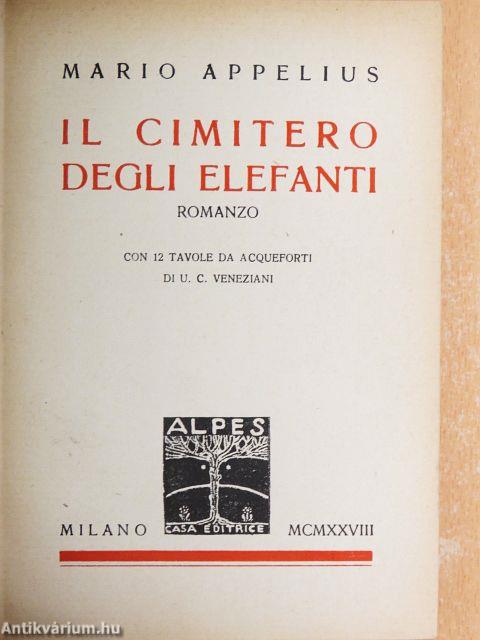 MARIO APPELIUS
IL CIMITERO
DEGLI ELEFANTI
ROMANZO
CON 12 TAVOLE DA ACQUEFORTI
DI U. C. VENEZIANI
ALPES
CASA EDITRICE
MILANO MCMXXVIII
Antikvárium.hu